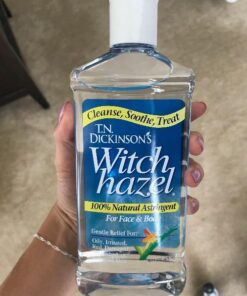 Cleanse, Soothe, Treat
T.N.
DICKINSON'S
Witch
hazel
100% Natural Astringent
For Face & Body
Gentle Relief For:
Oily, Irritated,